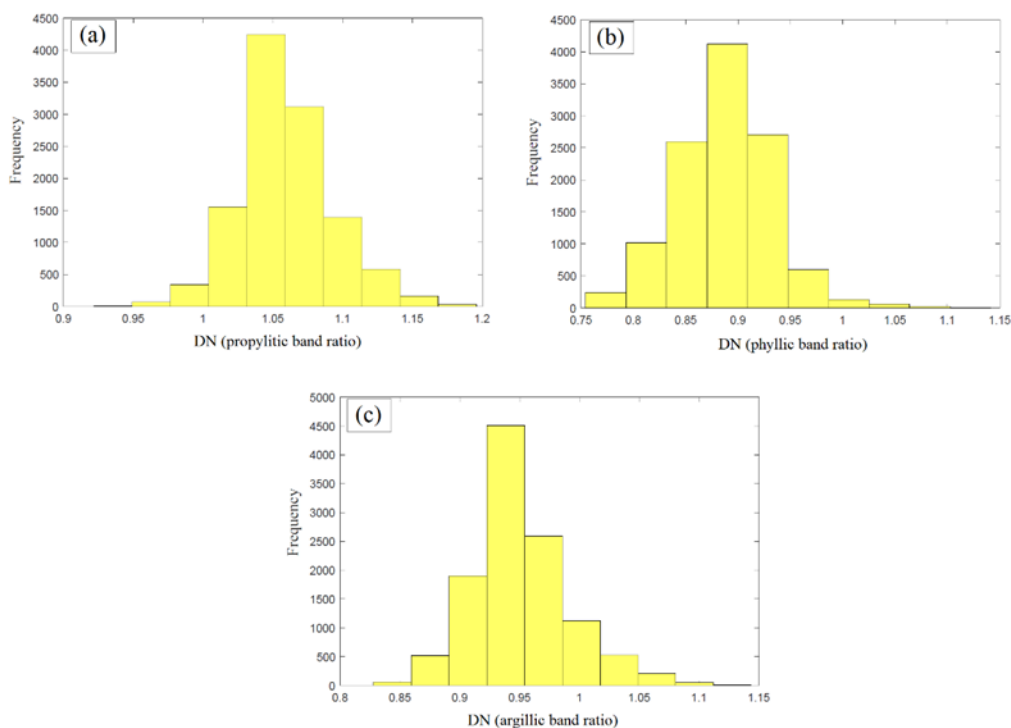 (a)
4500
4000
3500
3000
2500
2000
1500
1000
500
0
Frequency
0.9 0.95 1 1.05 1.1 1.15 1.2
DN (propylitic band ratio)
(b)
4500
4000
3500
3000
2500
2000
1500
1000
500
0
Frequency
0.75 0.8 0.85 0.9 0.95 1 1.05 1.1 1.15
DN (phyllic band ratio)
(c)
5000
4500
4000
3500
3000
2500
2000
1500
1000
500
0
Frequency
0.8 0.85 0.9 0.95 1 1.05 1.1 1.15
DN (argillic band ratio)